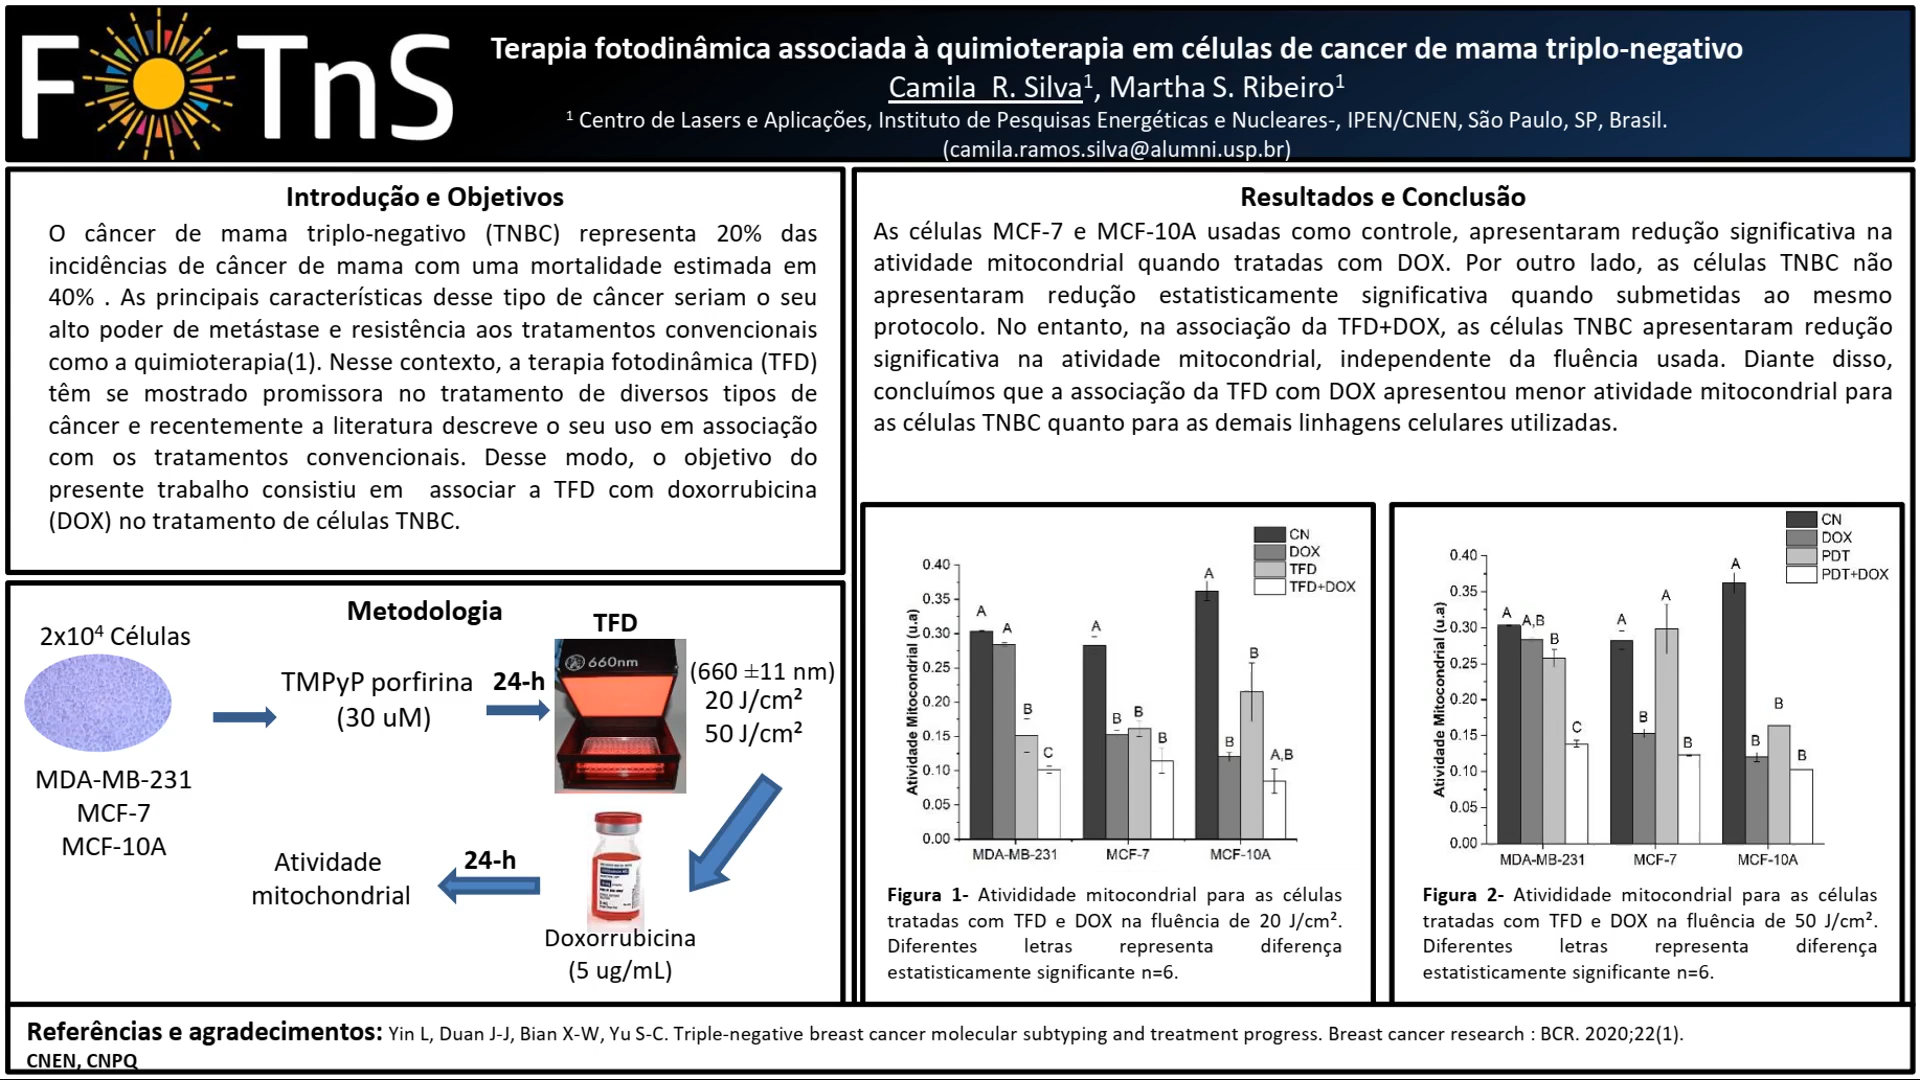 FOTnS
Terapia fotodinâmica associada à quimioterapia em células de cancer de mama triplo-negativo
Camila R. Silva¹, Martha S. Ribeiro¹
¹ Centro de Lasers e Aplicações, Instituto de Pesquisas Energéticas e Nucleares-, IPEN/CNEN, São Paulo, SP, Brasil.
(camila.ramos.silva@alumni.usp.br)
Introdução e Objetivos
O câncer de mama triplo-negativo (TNBC) representa 20% das
incidências de câncer de mama com uma mortalidade estimada em
40% . As principais características desse tipo de câncer seriam o seu
alto poder de metástase e resistência aos tratamentos convencionais
como a quimioterapia(1). Nesse contexto, a terapia fotodinâmica (TFD)
têm se mostrado promissora no tratamento de diversos tipos de
câncer e recentemente a literatura descreve o seu uso em associação
com os tratamentos convencionais. Desse modo, o objetivo do
presente trabalho consistiu em associar a TFD com doxorrubicina
(DOX) no tratamento de células TNBC.
Metodologia
2x10⁴ Células
MDA-MB-231
MCF-7
MCF-10A
TMPyP porfirina
(30 uM)
24-h
TFD
660nm
(660 ±11 nm)
20 J/cm²
50 J/cm²
Doxorrubicina
(5 ug/mL)
24-h
Atividade
mitochondrial
Resultados e Conclusão
As células MCF-7 e MCF-10A usadas como controle, apresentaram redução significativa na
atividade mitocondrial quando tratadas com DOX. Por outro lado, as células TNBC não
apresentaram redução estatisticamente significativa quando submetidas ao mesmo
protocolo. No entanto, na associação da TFD+DOX, as células TNBC apresentaram redução
significativa na atividade mitocondrial, independente da fluência usada. Diante disso,
concluímos que a associação da TFD com DOX apresentou menor atividade mitocondrial para
as células TNBC quanto para as demais linhagens celulares utilizadas.
CN
DOX
TFD
TFD+DOX
Atividade Mitocondrial (u.a)
0.40
0.35
0.30
0.25
0.20
0.15
0.10
0.05
0.00
A A B C
A B B B
A B B A,B
MDA-MB-231 MCF-7 MCF-10A
Figura 1- Ativididade mitocondrial para as células
tratadas com TFD e DOX na fluência de 20 J/cm².
Diferentes letras representa diferença
estatisticamente significante n=6.
CN
DOX
PDT
PDT+DOX
Atividade Mitocondrial (u.a)
0.40
0.35
0.30
0.25
0.20
0.15
0.10
0.05
0.00
A A,B B C
A B A B
A B B B
MDA-MB-231 MCF-7 MCF-10A
Figura 2- Ativididade mitocondrial para as células
tratadas com TFD e DOX na fluência de 50 J/cm².
Diferentes letras representa diferença
estatisticamente significante n=6.
Referências e agradecimentos: Yin L, Duan J-J, Bian X-W, Yu S-C. Triple-negative breast cancer molecular subtyping and treatment progress. Breast cancer research : BCR. 2020;22(1).
CNEN, CNPQ